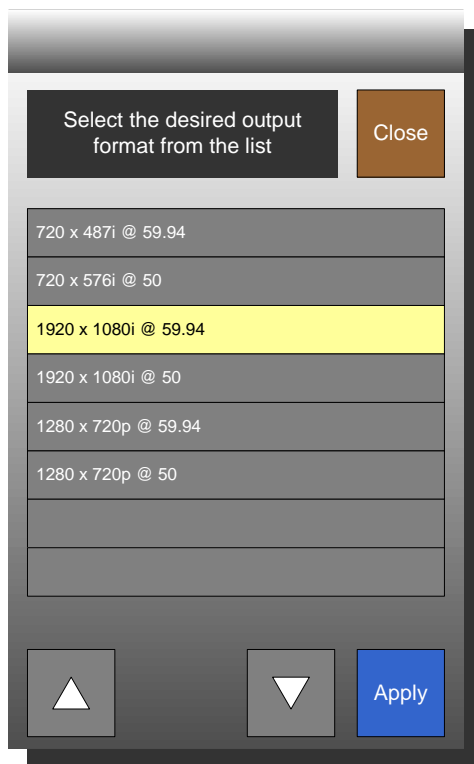 Select the desired output
format from the list
Close
720 x 487i @ 59.94
720 x 576i @ 50
1920 x 1080i @ 59.94
1920 x 1080i @ 50
1280 x 720p @ 59.94
1280 x 720p @ 50
Apply